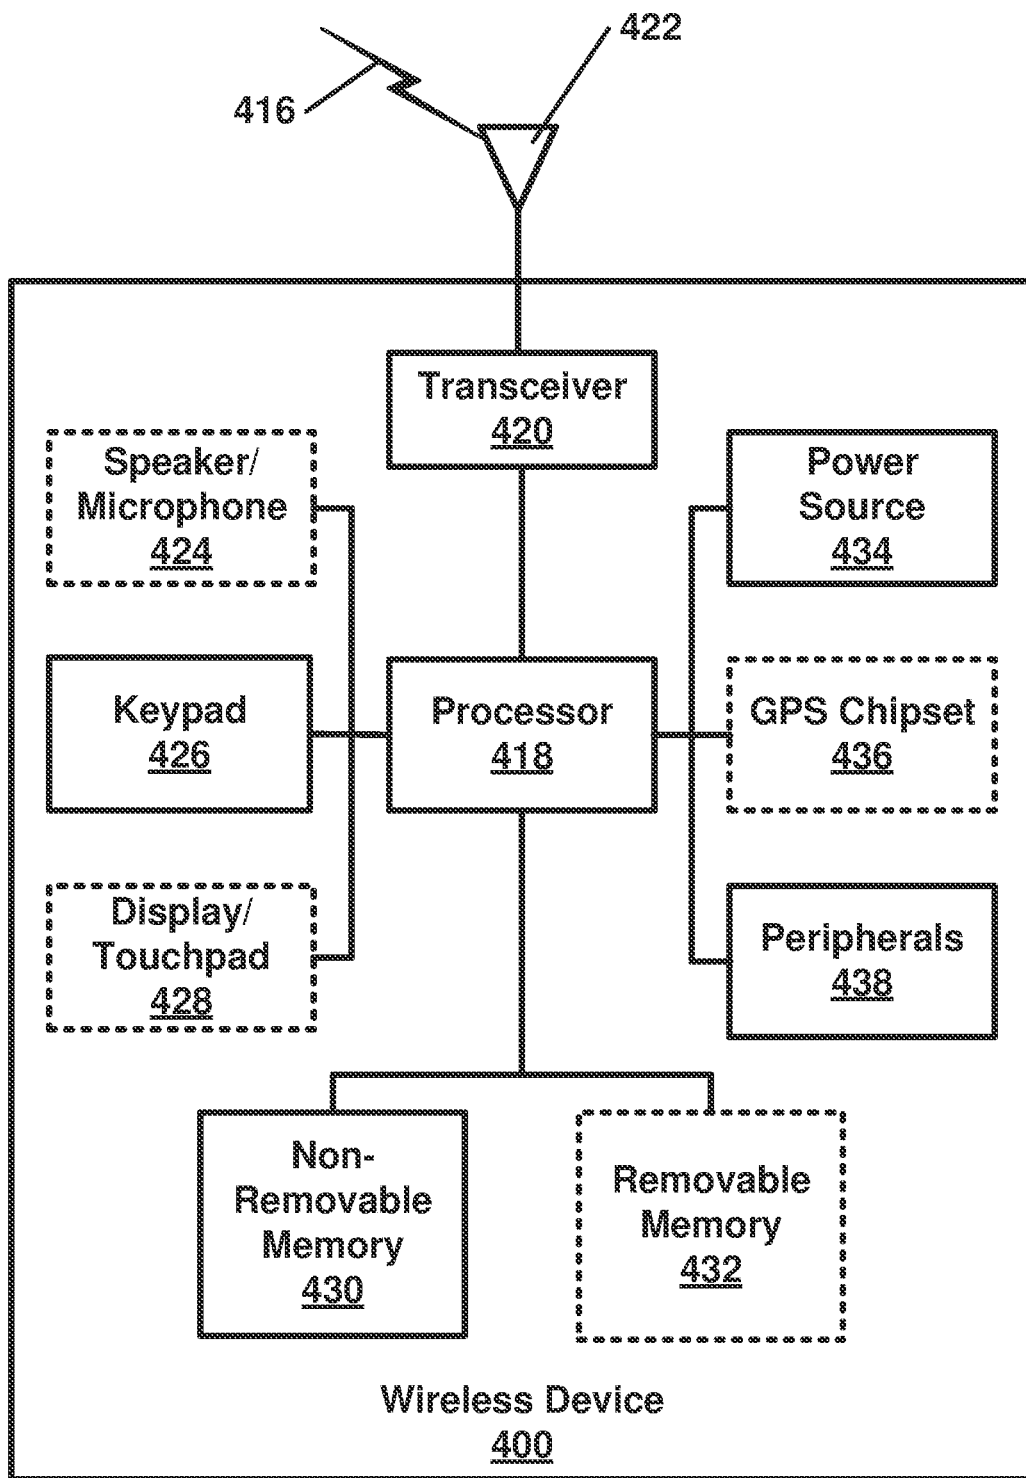 422
416
Transceiver
420
Speaker/
Microphone
424
Power
Source
434
Keypad
426
Processor
418
GPS Chipset
436
Display/
Touchpad
428
Peripherals
438
Non-
Removable
Memory
430
Removable
Memory
432
Wireless Device
400